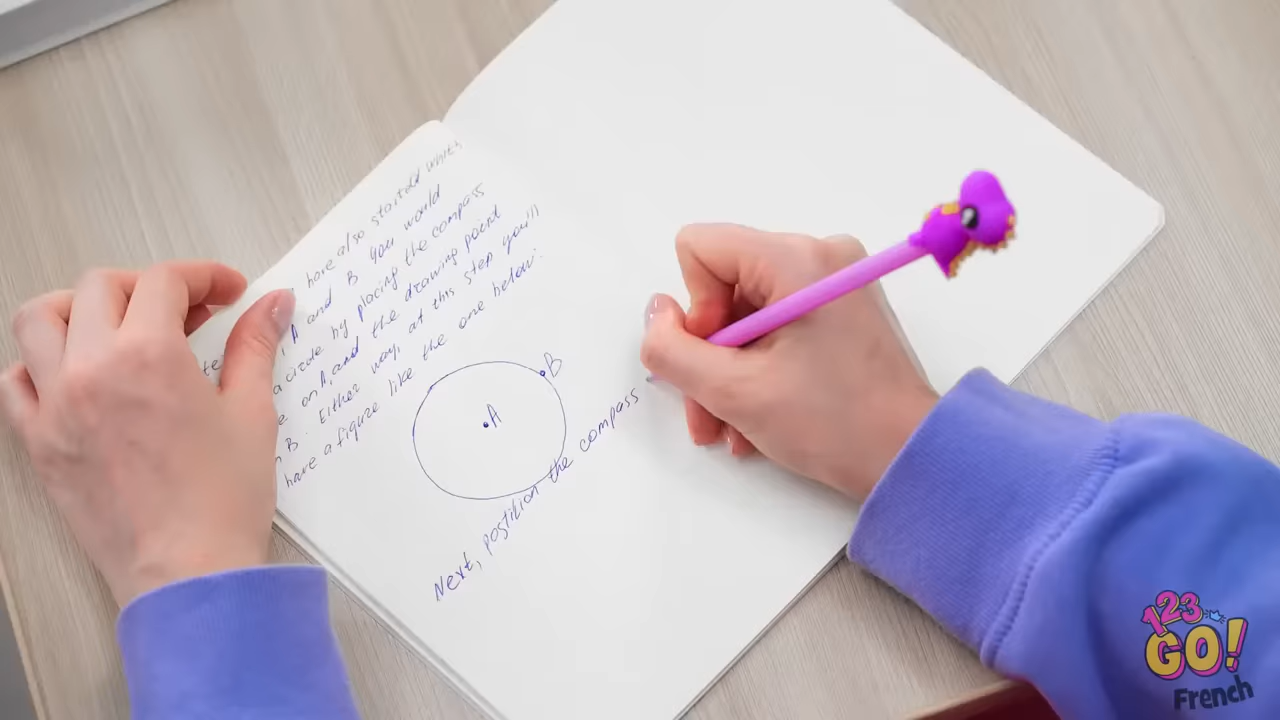 have also started with
A and B you would
a circle by placing the compass
on A, and the drawing point
B. Either way, at this step you'll
have a figure like the one below:
B
A
Next, postition the compass
123
GO!
French